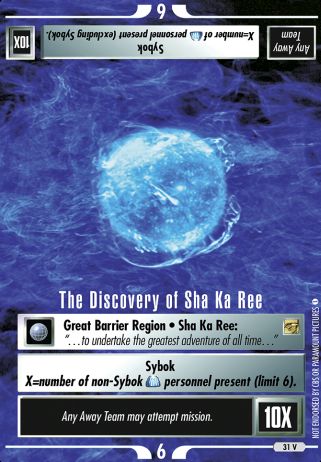 9
Any Away
Team
Sybok
X=number of personnel present (excluding Sybok).
10X
The Discovery of Sha Ka Ree
Great Barrier Region • Sha Ka Ree:
“…to undertake the greatest adventure of all time…”
Sybok
X=number of non-Sybok personnel present (limit 6).
Any Away Team may attempt mission.
10X
6
31 V
NOT ENDORSED BY CBS OR PARAMOUNT PICTURES